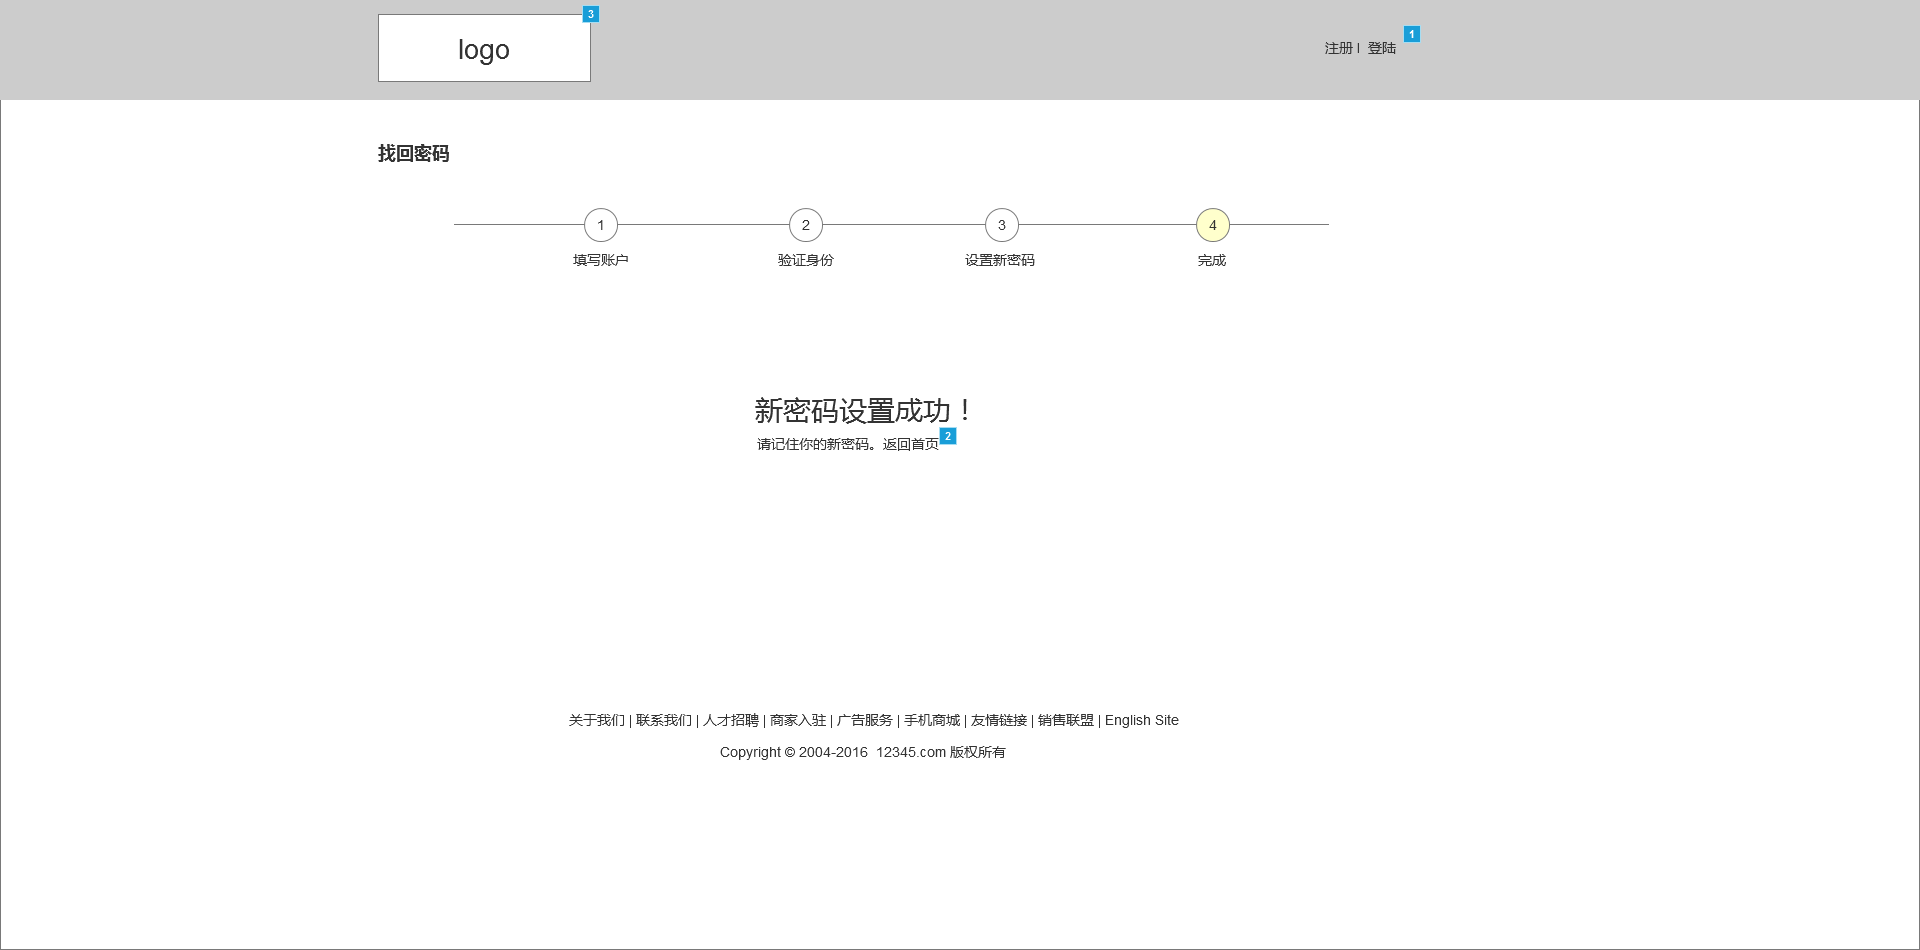 3
logo
注册 | 登陆
1
找回密码
1 2 3 4
填写账户 验证身份 设置新密码 完成
新密码设置成功！
请记住你的新密码。返回首页
2
关于我们 | 联系我们 | 人才招聘 | 商家入驻 | 广告服务 | 手机商城 | 友情链接 | 销售联盟 | English Site
Copyright © 2004-2016 12345.com 版权所有